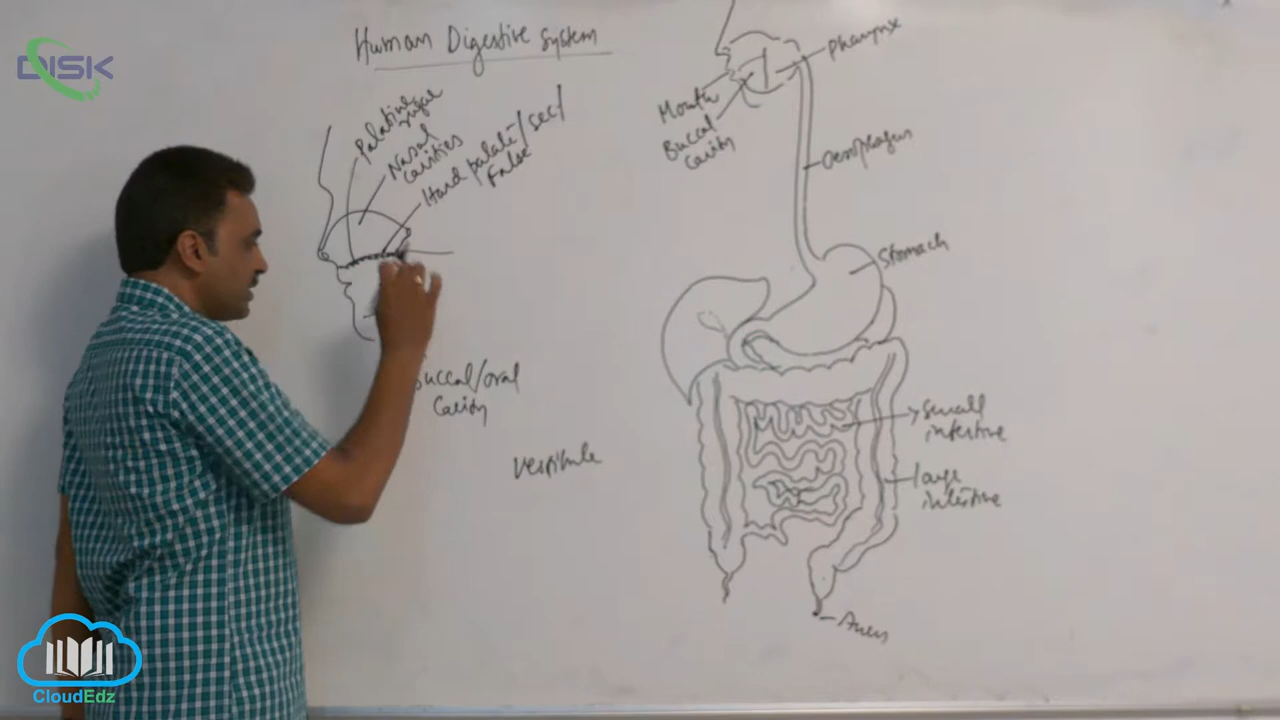 DISK
Human Digestive System
Palatine
rugae
Nasal
cavities
Hard palate/sec/
False
Buccal/oral
Cavity
Vestibule
Pharynx
Mouth
Buccal
cavity
Oesophagus
Stomach
Small
intestine
large
intestine
Anus
CloudEdz